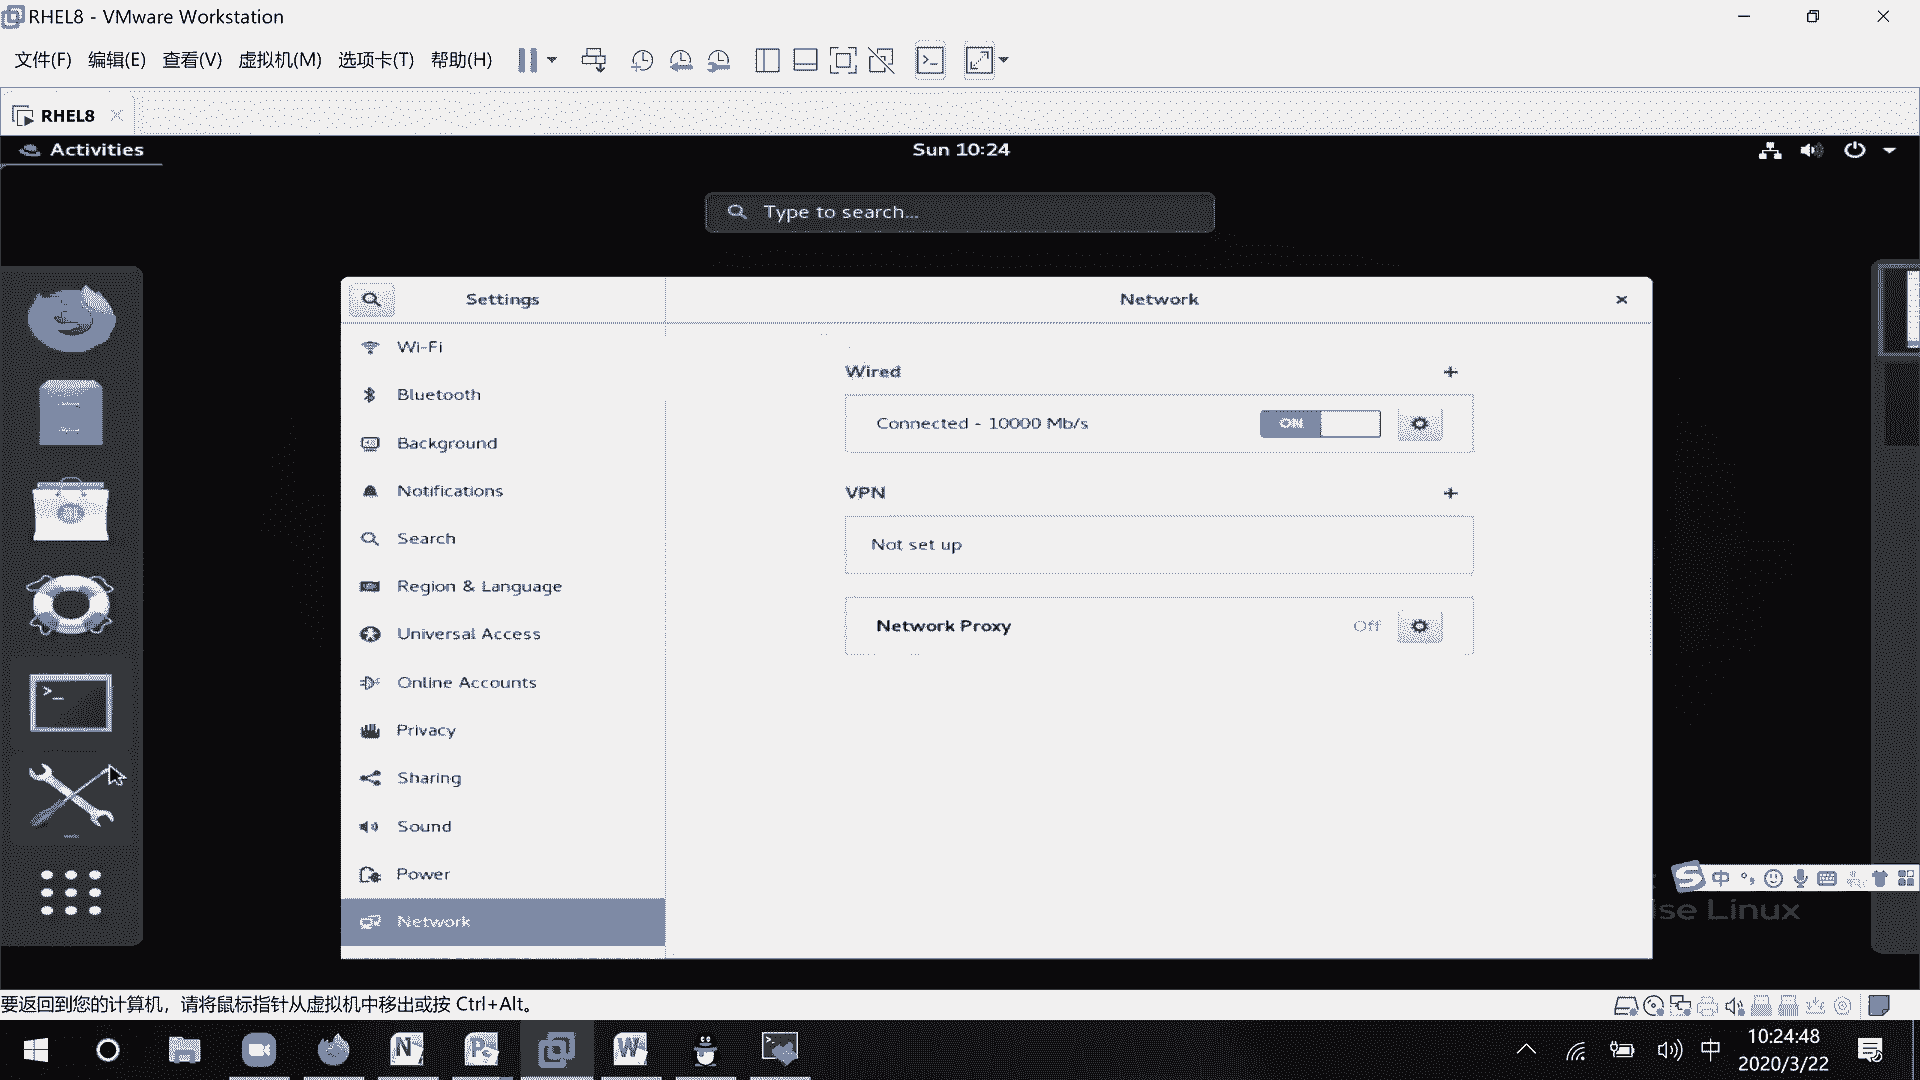 RHEL8 - VMware Workstation
文件(F) 编辑(E) 查看(V) 虚拟机(M) 选项卡(T) 帮助(H)
RHEL8
Activities
Sun 10:24
Type to search...
Settings
Network
Wi-Fi
Bluetooth
Background
Notifications
Search
Region & Language
Universal Access
Online Accounts
Privacy
Sharing
Sound
Power
Network
Wired
Connected - 10000 Mb/s
ON
VPN
Not set up
Network Proxy
Off
中
se Linux
要返回到您的计算机，请将鼠标指针从虚拟机中移出或按 Ctrl+Alt。
中
10:24:48
2020/3/22